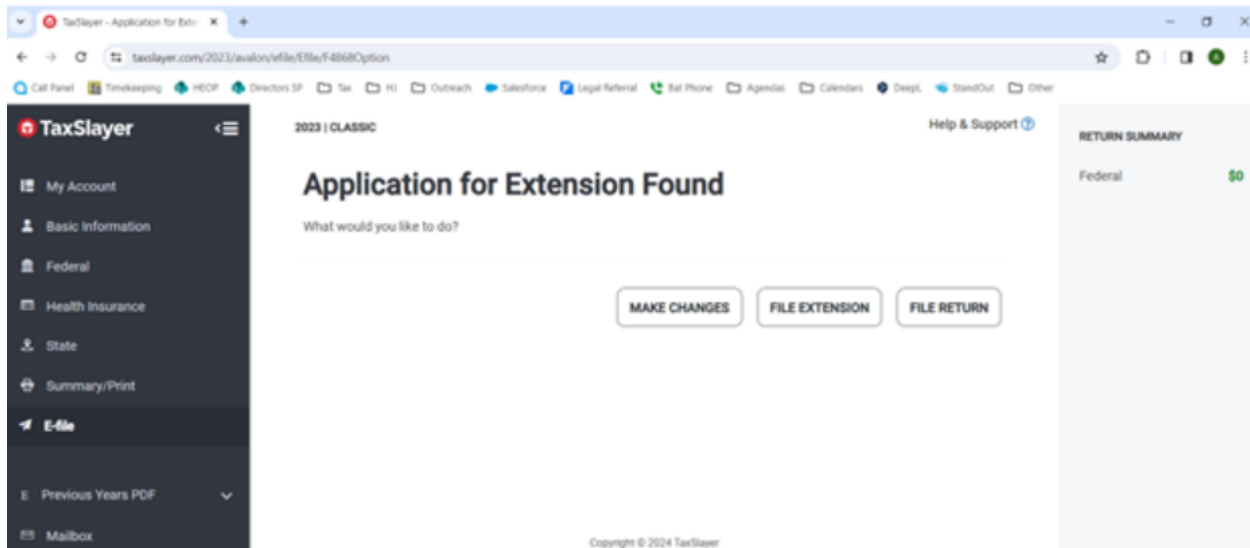 TaxSlayer - Application for Exte
taxslayer.com/2023/avalon/efile/Efile/F4868Option
Call Panel Timekeeping HEOP Directors SP Tax HJ Outreach Salesforce Legal Referral Bat Phone Agendas Calendars DeepL StandOut Other
TaxSlayer
2023 | CLASSIC
Help & Support
RETURN SUMMARY
My Account
Application for Extension Found
Federal $0
Basic Information
What would you like to do?
Federal
Health Insurance
MAKE CHANGES FILE EXTENSION FILE RETURN
State
Summary/Print
E-file
E Previous Years PDF
Mailbox
Copyright © 2024 TaxSlayer